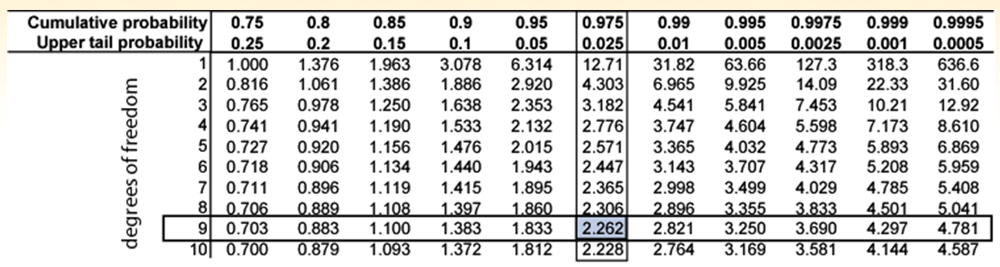 Cumulative probability 0.75 0.8 0.85 0.9 0.95 0.975 0.99 0.995 0.9975 0.999 0.9995
Upper tail probability 0.25 0.2 0.15 0.1 0.05 0.025 0.01 0.005 0.0025 0.001 0.0005
degrees of freedom
1 1.000 1.376 1.963 3.078 6.314 12.71 31.82 63.66 127.3 318.3 636.6
2 0.816 1.061 1.386 1.886 2.920 4.303 6.965 9.925 14.09 22.33 31.60
3 0.765 0.978 1.250 1.638 2.353 3.182 4.541 5.841 7.453 10.21 12.92
4 0.741 0.941 1.190 1.533 2.132 2.776 3.747 4.604 5.598 7.173 8.610
5 0.727 0.920 1.156 1.476 2.015 2.571 3.365 4.032 4.773 5.893 6.869
6 0.718 0.906 1.134 1.440 1.943 2.447 3.143 3.707 4.317 5.208 5.959
7 0.711 0.896 1.119 1.415 1.895 2.365 2.998 3.499 4.029 4.785 5.408
8 0.706 0.889 1.108 1.397 1.860 2.306 2.896 3.355 3.833 4.501 5.041
9 0.703 0.883 1.100 1.383 1.833 2.262 2.821 3.250 3.690 4.297 4.781
10 0.700 0.879 1.093 1.372 1.812 2.228 2.764 3.169 3.581 4.144 4.587